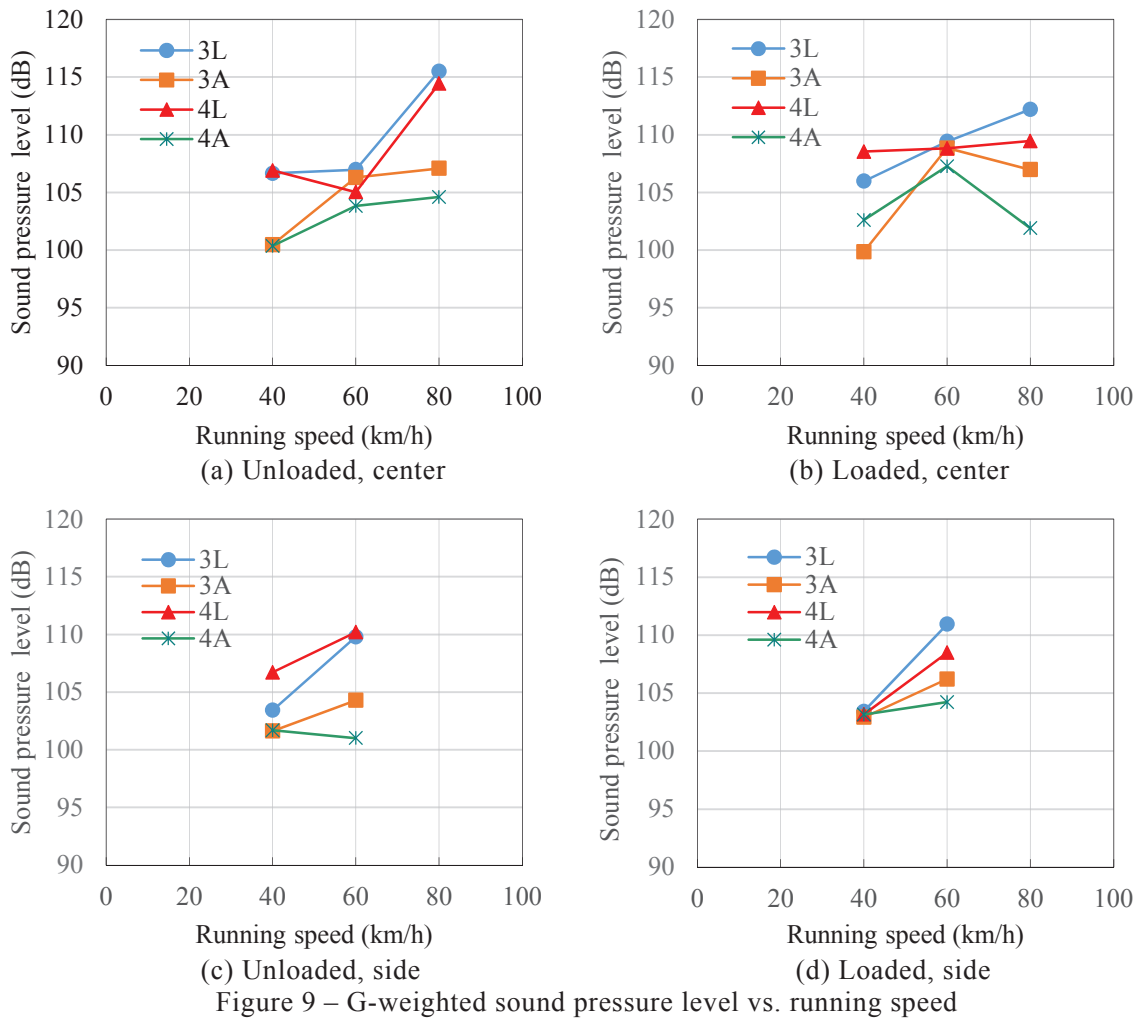 120
115
110
105
100
95
90
Sound pressure level (dB)
3L
3A
4L
4A
0 20 40 60 80 100
Running speed (km/h)
(a) Unloaded, center
120
115
110
105
100
95
90
Sound pressure level (dB)
3L
3A
4L
4A
0 20 40 60 80 100
Running speed (km/h)
(b) Loaded, center
120
115
110
105
100
95
90
Sound pressure level (dB)
3L
3A
4L
4A
0 20 40 60 80 100
Running speed (km/h)
(c) Unloaded, side
120
115
110
105
100
95
90
Sound pressure level (dB)
3L
3A
4L
4A
0 20 40 60 80 100
Running speed (km/h)
(d) Loaded, side
Figure 9 – G-weighted sound pressure level vs. running speed